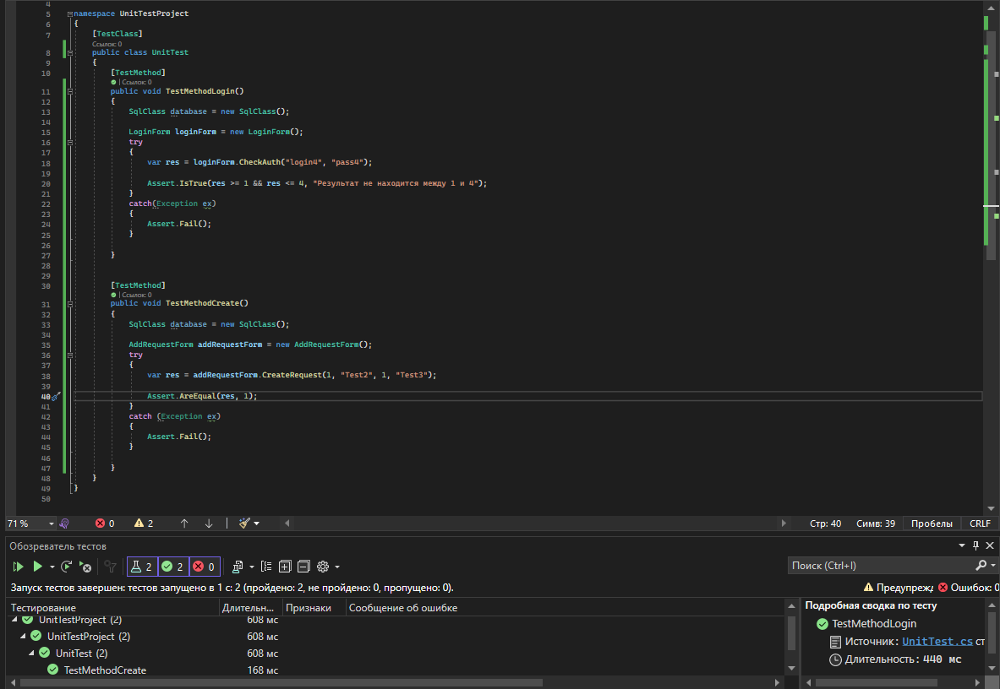 4
5 namespace UnitTestProject
6 {
7 [TestClass]
Ссылок: 0
8 public class UnitTest
9 {
10 [TestMethod]
| Ссылок: 0
11 public void TestMethodLogin()
12 {
13 SqlClass database = new SqlClass();
14
15 LoginForm loginForm = new LoginForm();
16 try
17 {
18 var res = loginForm.CheckAuth("login4", "pass4");
19
20 Assert.IsTrue(res >= 1 && res <= 4, "Результат не находится между 1 и 4");
21 }
22 catch(Exception ex)
23 {
24 Assert.Fail();
25 }
26
27 }
28
29
30 [TestMethod]
| Ссылок: 0
31 public void TestMethodCreate()
32 {
33 SqlClass database = new SqlClass();
34
35 AddRequestForm addRequestForm = new AddRequestForm();
36 try
37 {
38 var res = addRequestForm.CreateRequest(1, "Test2", 1, "Test3");
39
40 Assert.AreEqual(res, 1);
41 }
42 catch (Exception ex)
43 {
44 Assert.Fail();
45 }
46
47 }
48 }
49 }
50
71 % 0 2 Стр: 40 Симв: 39 Пробелы CRLF
Обозреватель тестов
2 2 0 Поиск (Ctrl+I)
Запуск тестов завершен: тестов запущено в 1 с: 2 (пройдено: 2, не пройдено: 0, пропущено: 0). Предупрежд Ошибок: 0
Тестирование Длительн... Признаки Сообщение об ошибке
UnitTestProject (2) 608 мс
UnitTestProject (2) 608 мс
UnitTest (2) 608 мс
TestMethodCreate 168 мс
Подробная сводка по тесту
TestMethodLogin
Источник: UnitTest.cs ст
Длительность: 440 мс